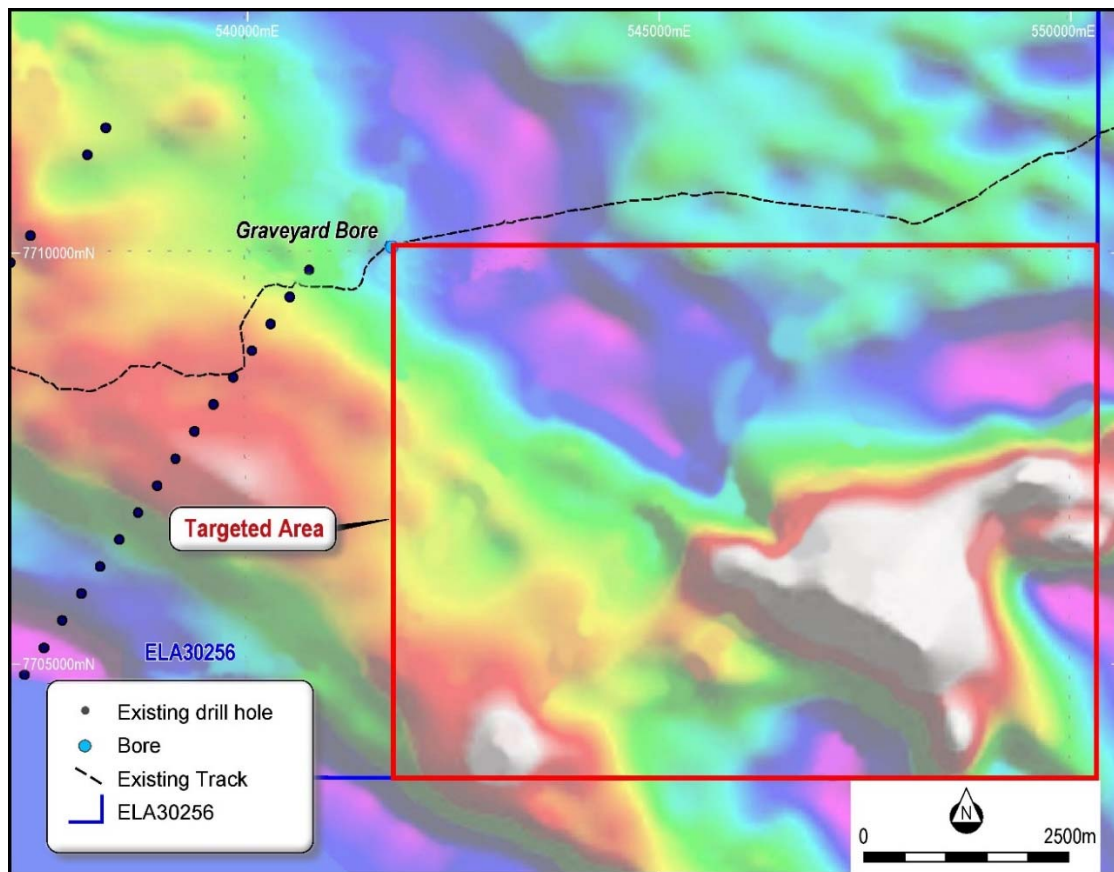 540000mE
545000mE
550000mE
Graveyard Bore
7710000mN
Targeted Area
ELA30256
7705000mN
Existing drill hole
Bore
Existing Track
ELA30256
N
0 2500m